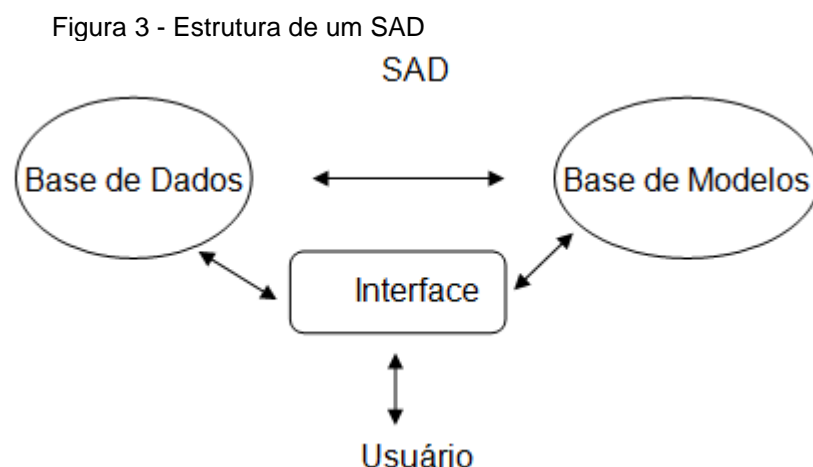 Figura 3 - Estrutura de um SAD
SAD
Base de Dados
Base de Modelos
Interface
Usuário